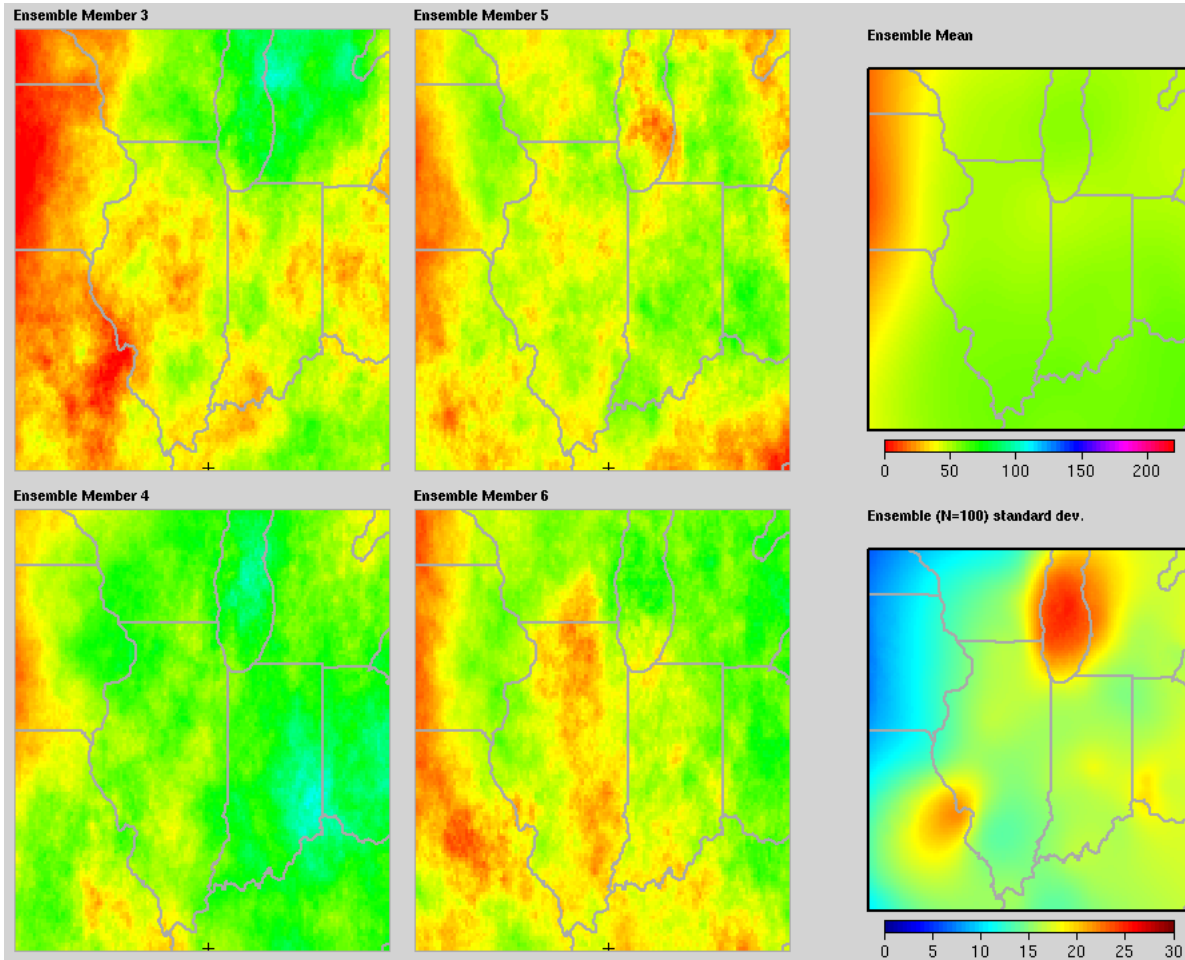 Ensemble Member 3
Ensemble Member 5
Ensemble Mean
0 50 100 150 200
Ensemble Member 4
Ensemble Member 6
Ensemble (N=100) standard dev.
0 5 10 15 20 25 30